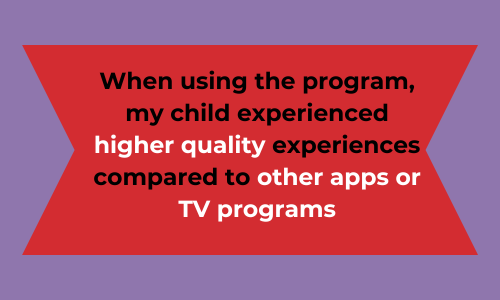 When using the program,
my child experienced
higher quality experiences
compared to other apps or
TV programs